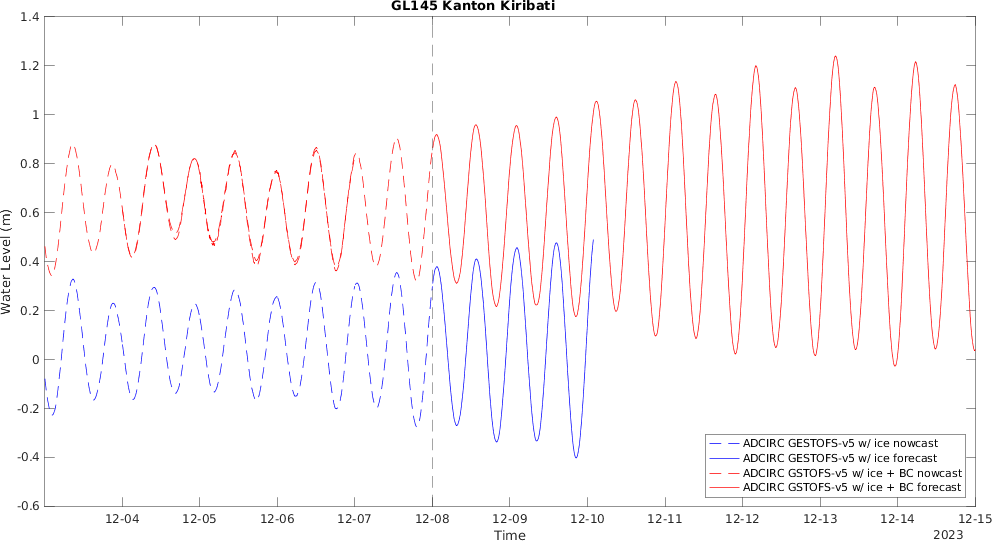 GL145 Kanton Kiribati
1.4
1.2
1
0.8
0.6
0.4
0.2
0
-0.2
-0.4
-0.6
Water Level (m)
ADCIRC GESTOFS-v5 w/ ice nowcast
ADCIRC GESTOFS-v5 w/ ice forecast
ADCIRC GSTOFS-v5 w/ ice + BC nowcast
ADCIRC GSTOFS-v5 w/ ice + BC forecast
12-04 12-05 12-06 12-07 12-08 12-09 12-10 12-11 12-12 12-13 12-14 12-15
Time
2023